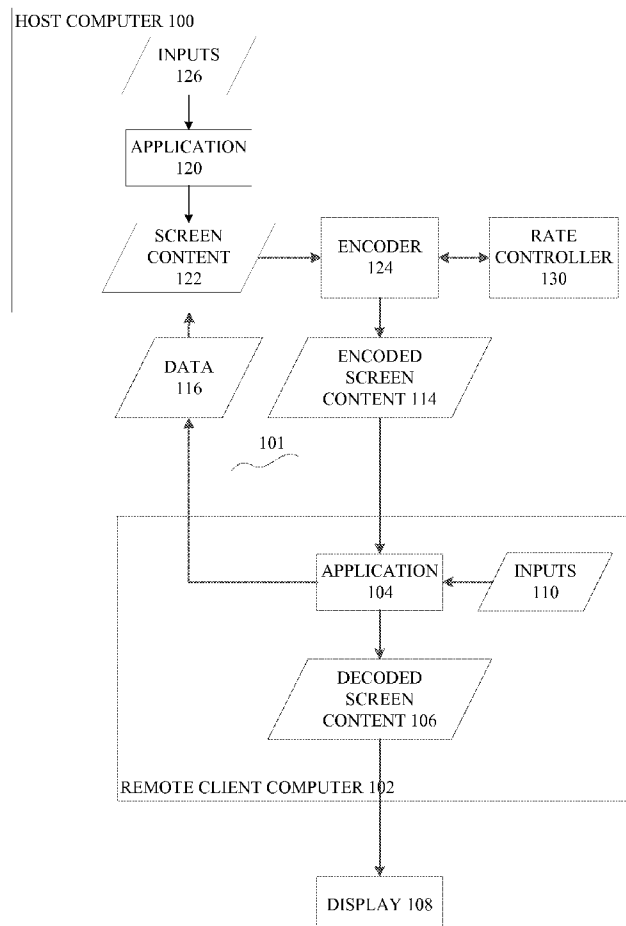 HOST COMPUTER 100
INPUTS
126
APPLICATION
120
SCREEN
CONTENT
122
ENCODER
124
RATE
CONTROLLER
130
DATA
116
ENCODED
SCREEN
CONTENT 114
101
APPLICATION
104
INPUTS
110
DECODED
SCREEN
CONTENT 106
REMOTE CLIENT COMPUTER 102
DISPLAY 108